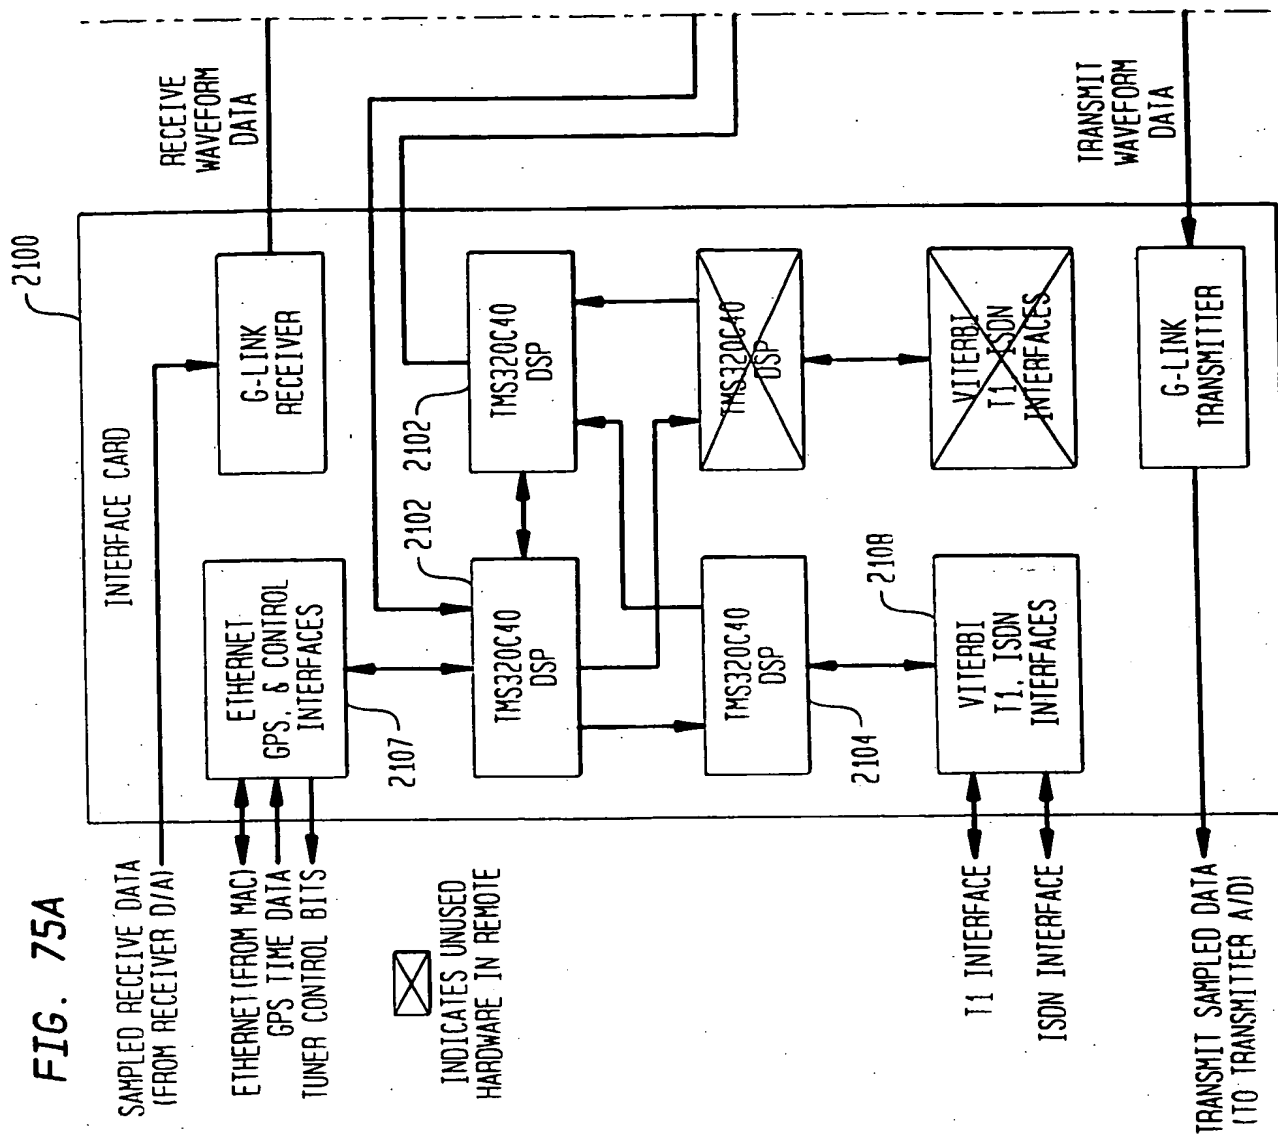 FIG. 75A
SAMPLED RECEIVE DATA
(FROM RECEIVER D/A)
ETHERNET(FROM MAC)
GPS TIME DATA
TUNER CONTROL BITS
INDICATES UNUSED
HARDWARE IN REMOTE
T1 INTERFACE
ISDN INTERFACE
TRANSMIT SAMPLED DATA
(TO TRANSMITTER A/D)
INTERFACE CARD
2100
ETHERNET
GPS, & CONTROL
INTERFACES
2107
G-LINK
RECEIVER
RECEIVE
WAVEFORM
DATA
TMS320C40
DSP
2102
TMS320C40
DSP
2102
TMS320C40
DSP
2104
TMS320C40
DSP
VITERBI
T1, ISDN
INTERFACES
2108
VITERBI
T1 ISDN
INTERFACES
G-LINK
TRANSMITTER
TRANSMIT
WAVEFORM
DATA